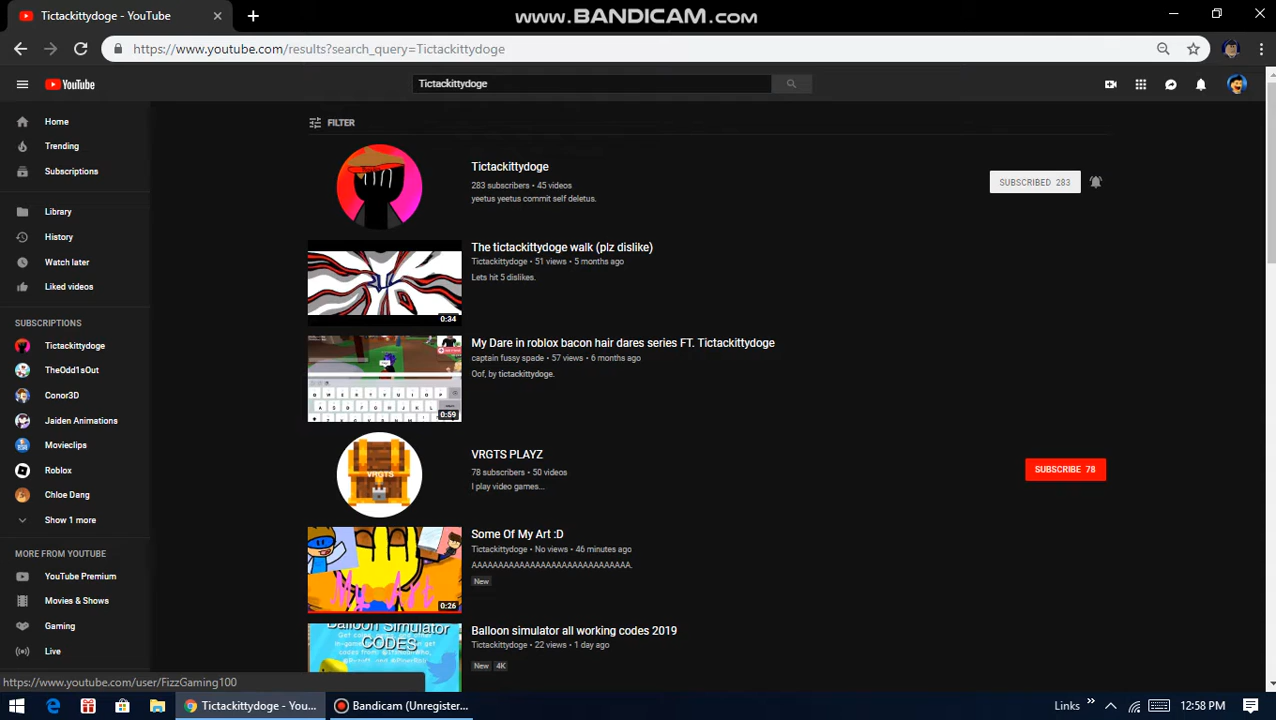 Tictackittydoge - YouTube
www.BANDICAM.com
https://www.youtube.com/results?search_query=Tictackittydoge
YouTube
Tictackittydoge
FILTER
Home
Trending
Subscriptions
Library
History
Watch later
Liked videos
SUBSCRIPTIONS
Tictackittydoge
TheOdd1sOut
Conor3D
Jaiden Animations
Movieclips
Roblox
Chloe Dang
Show 1 more
MORE FROM YOUTUBE
YouTube Premium
Movies & Shows
Gaming
Live
Tictackittydoge
283 subscribers • 45 videos
yeetus yeetus commit self deletus.
SUBSCRIBED 283
The tictackittydoge walk (plz dislike)
Tictackittydoge • 51 views • 5 months ago
Lets hit 5 dislikes.
0:34
My Dare in roblox bacon hair dares series FT. Tictackittydoge
captain fussy spade • 57 views • 6 months ago
Oof, by tictackittydoge.
0:59
VRGTS
VRGTS PLAYZ
78 subscribers • 50 videos
I play video games...
SUBSCRIBE 78
Some Of My Art :D
Tictackittydoge • No views • 46 minutes ago
AAAAAAAAAAAAAAAAAAAAAAAAAAAAAA.
New
0:26
Balloon Simulator
CODES
Balloon simulator all working codes 2019
Tictackittydoge • 22 views • 1 day ago
New 4K
https://www.youtube.com/user/FizzGaming100
Tictackittydoge - You...
Bandicam (Unregister...
Links
12:58 PM